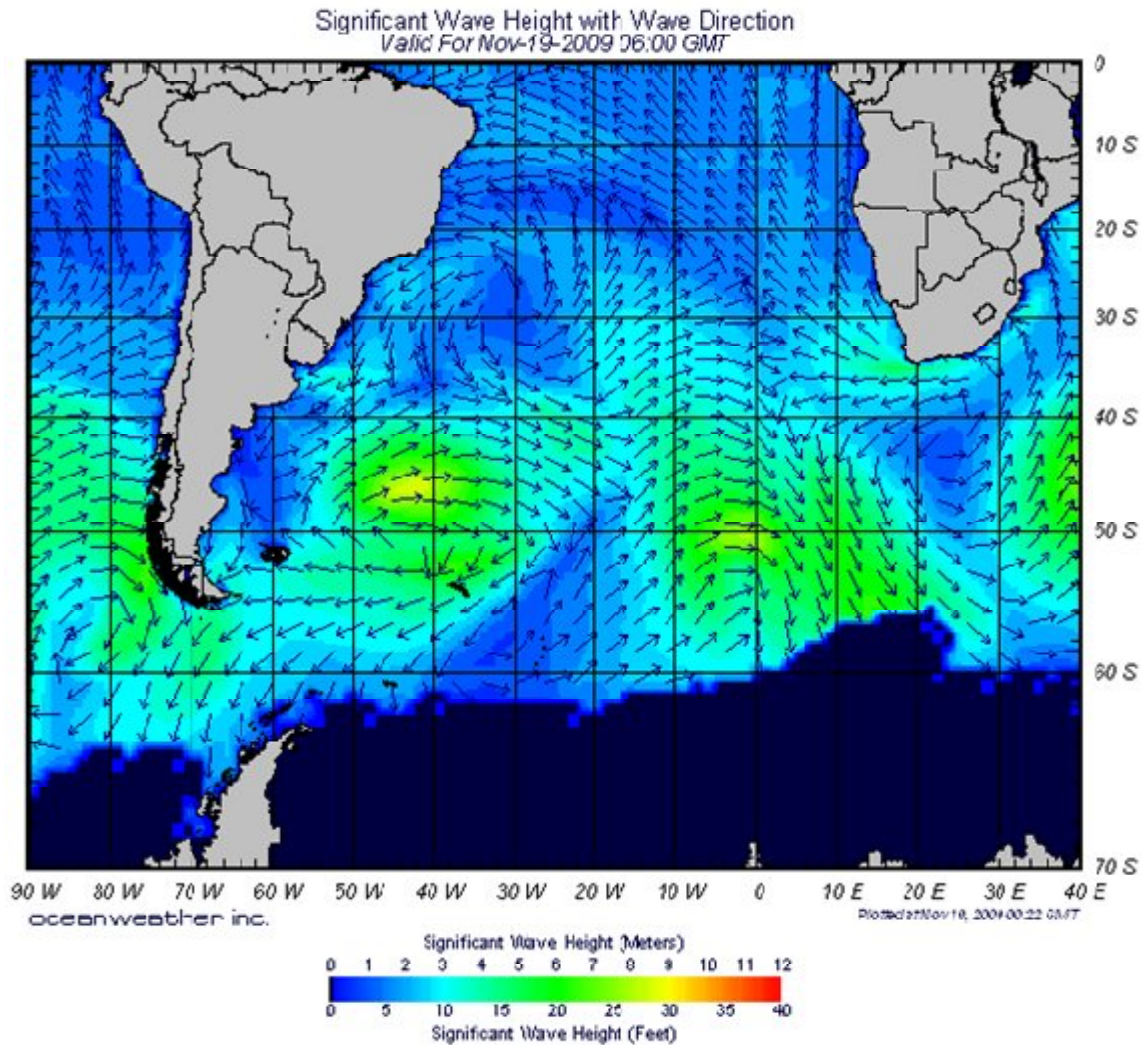 Significant Wave Height with Wave Direction
Valid For Nov-19-2009 06:00 GMT
0
10 S
20 S
30 S
40 S
50 S
60 S
70 S
90 W 80 W 70 W 60 W 50 W 40 W 30 W 20 W 10 W 0 10 E 20 E 30 E 40 E
oceanweather inc.
Plotted at Nov
Significant Wave Height (Meters)
0 1 2 3 4 5 6 7 8 9 10 11 12
0 5 10 15 20 25 30 35 40
Significant Wave Height (Feet)